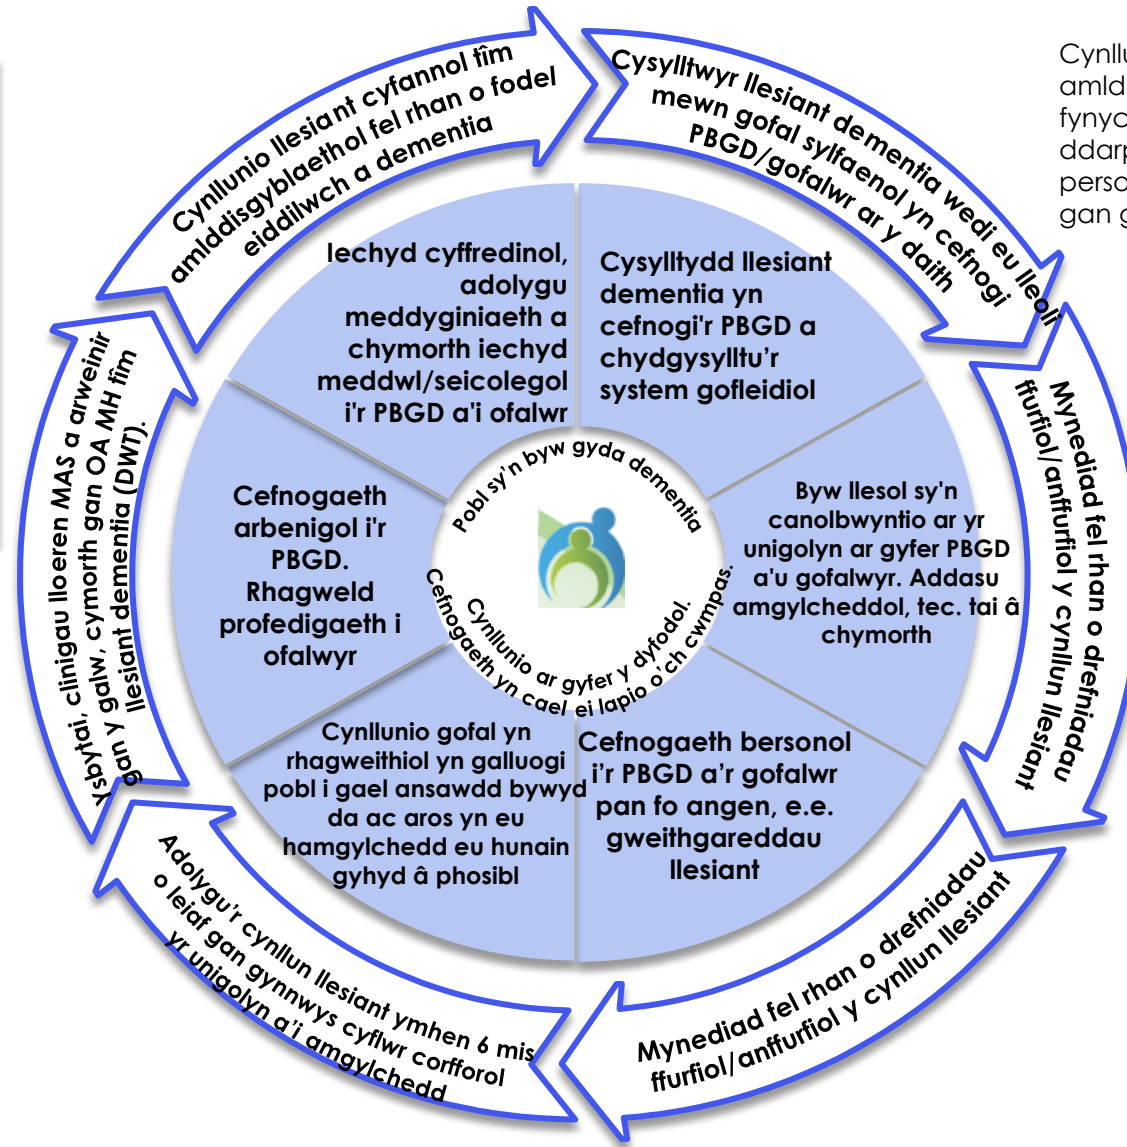 Cynllunio llesiant cyfannol tîm
amlddisgyblaethol fel rhan o fodel
eiddilwch a dementia
Cysylltwyr llesiant dementia wedi eu lleoli
mewn gofal sylfaenol yn cefnogi
PBGD/gofalwr ar y daith
Mynediad fel rhan o drefniadau
ffurfiol/anffurfiol y cynllun llesiant
Mynediad fel rhan o drefniadau
ffurfiol/anffurfiol y cynllun llesiant
Adolygu'r cynllun llesiant ymhen 6 mis
o leiaf gan gynnwys cyflwr corfforol
yr unigolyn a'i amgylchedd
Ysbytai, clinigau lloeren MAS a arweinir
gan y galw, cymorth gan OA MH tîm
llesiant dementia (DWT).
Iechyd cyffredinol,
adolygu
meddyginiaeth a
chymorth iechyd
meddwl/seicolegol
i'r PBGD a'i ofalwr
Cysylltydd llesiant
dementia yn
cefnogi'r PBGD a
chydgysylltu'r
system gofleidiol
Byw llesol sy'n
canolbwyntio ar yr
unigolyn ar gyfer PBGD
a'u gofalwyr. Addasu
amgylcheddol, tec. tai â
chymorth
Cefnogaeth bersonol
i'r PBGD a'r gofalwr
pan fo angen, e.e.
gweithgareddau
llesiant
Cynllunio gofal yn
rhagweithiol yn galluogi
pobl i gael ansawdd bywyd
da ac aros yn eu
hamgylchedd eu hunain
gyhyd â phosibl
Cefnogaeth
arbenigol i'r
PBGD.
Rhagweld
profedigaeth i
ofalwyr
Pobl sy'n byw gyda dementia
Cynllunio ar gyfer y dyfodol.
Cefnogaeth yn cael ei lapio o'ch cwmpas.